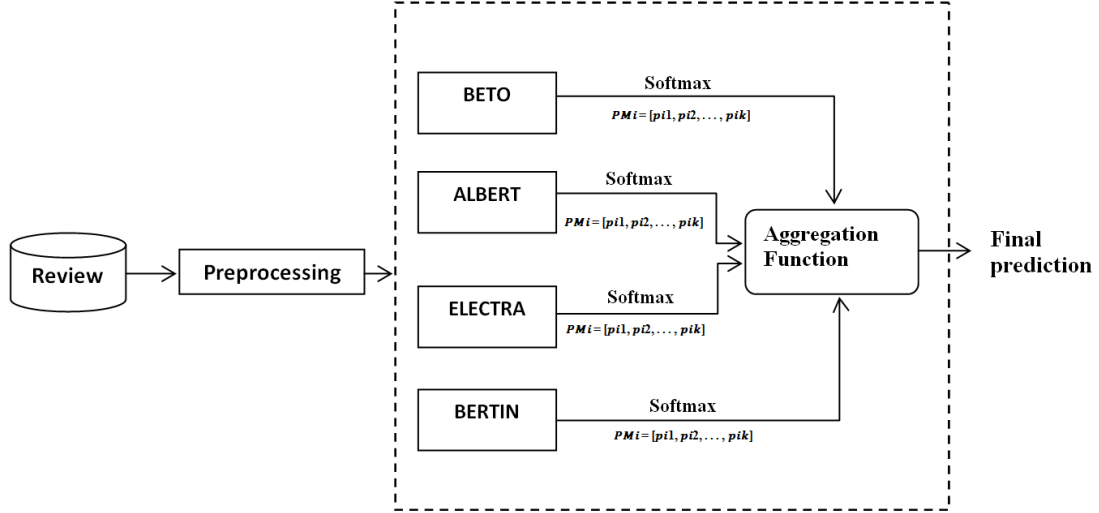 Review
Preprocessing
BETO
Softmax
PMi = [pi1, pi2, . . . , pik]
ALBERT
Softmax
PMi = [pi1, pi2, . . . , pik]
ELECTRA
Softmax
PMi = [pi1, pi2, . . . , pik]
BERTIN
Softmax
PMi = [pi1, pi2, . . . , pik]
Aggregation
Function
Final
prediction